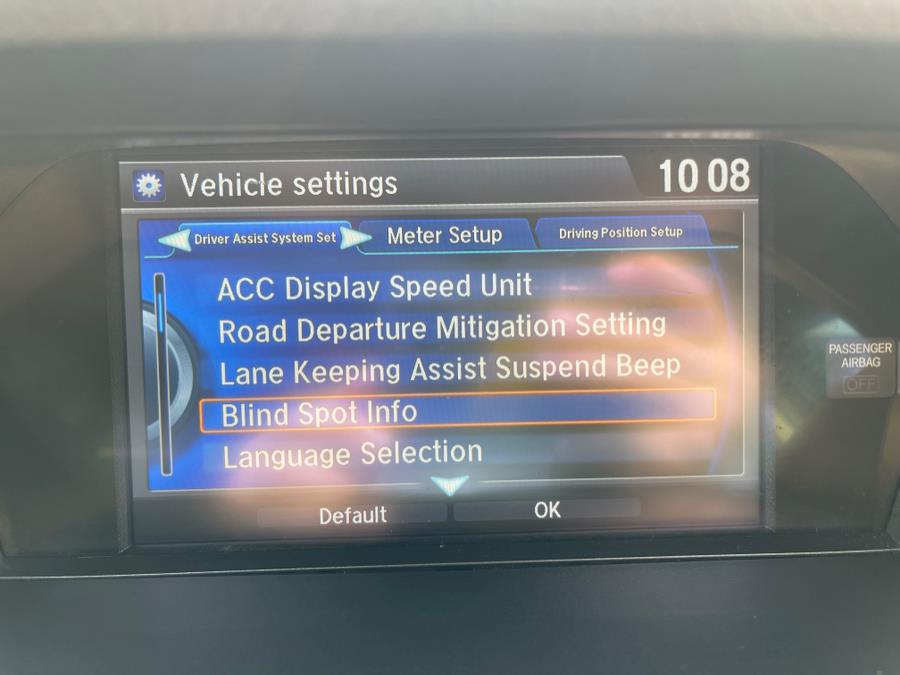 Vehicle settings
10 08
Driver Assist System Set
Meter Setup
Driving Position Setup
ACC Display Speed Unit
Road Departure Mitigation Setting
Lane Keeping Assist Suspend Beep
Blind Spot Info
Language Selection
Default
OK
PASSENGER
AIRBAG
OFF